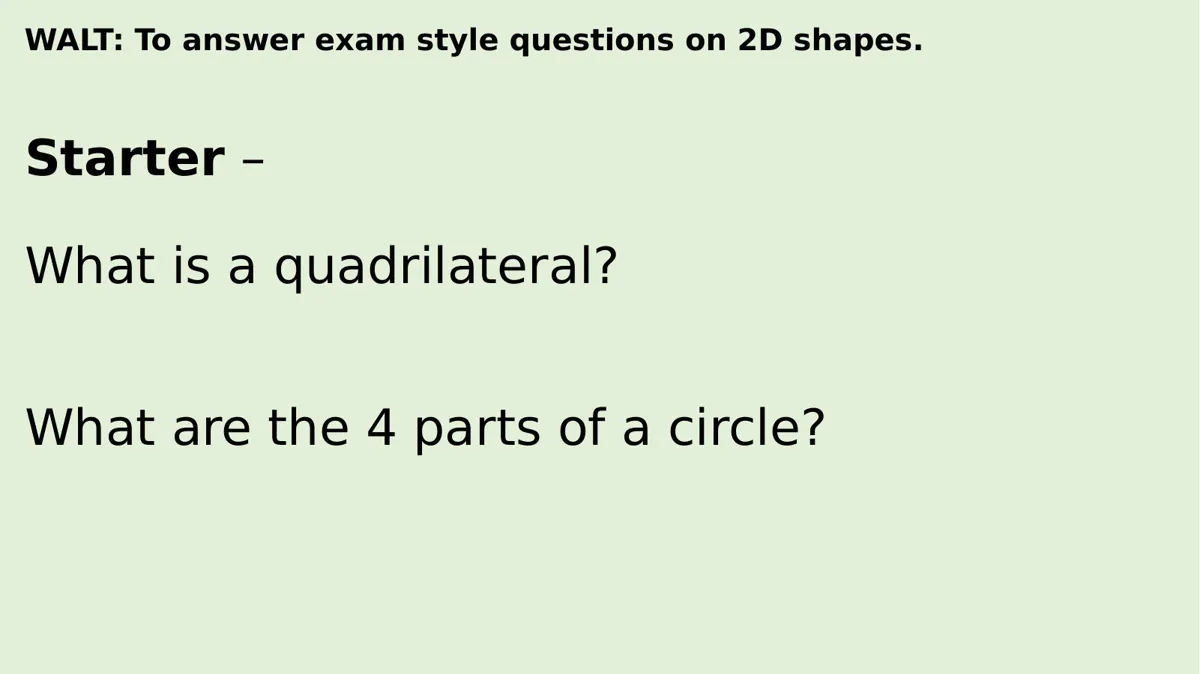 WALT: To answer exam style questions on 2D shapes.
Starter –
What is a quadrilateral?
What are the 4 parts of a circle?